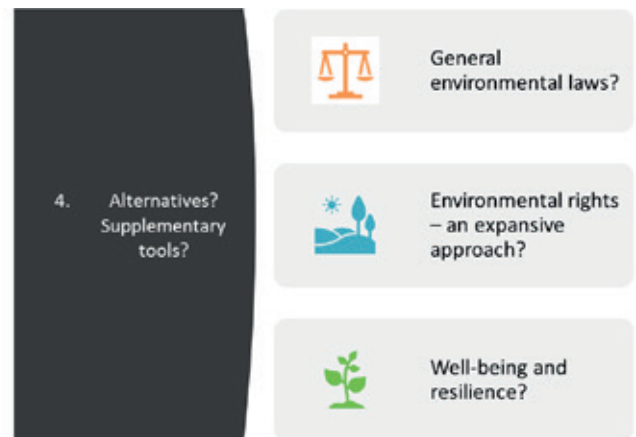 4. Alternatives?
Supplementary
tools?
General
environmental laws?
Environmental rights
– an expansive
approach?
Well-being and
resilience?